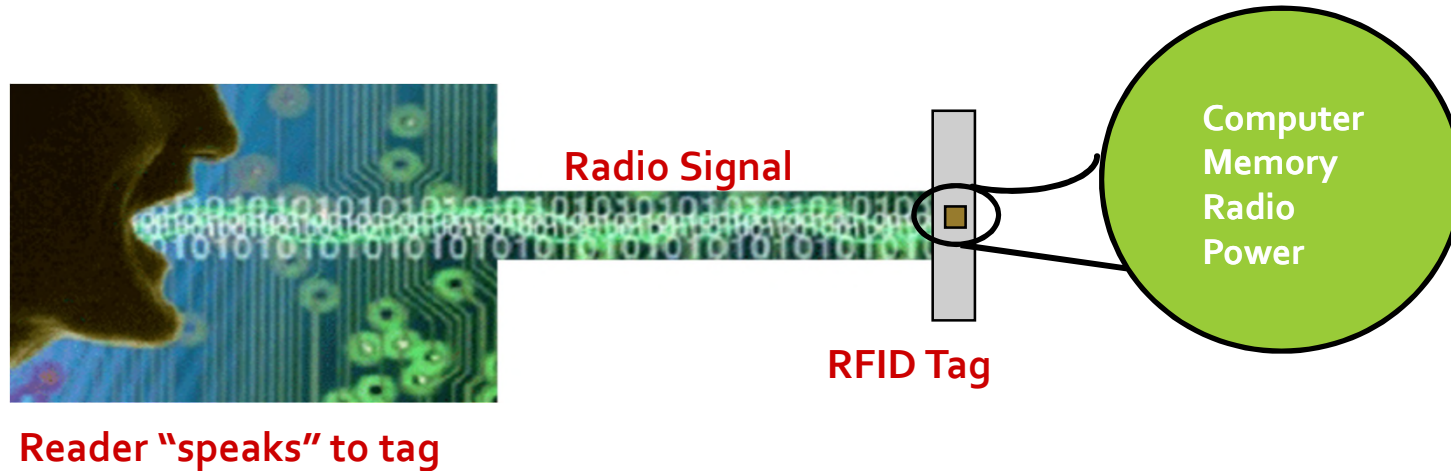 Radio Signal
Computer
Memory
Radio
Power
RFID Tag
Reader “speaks” to tag